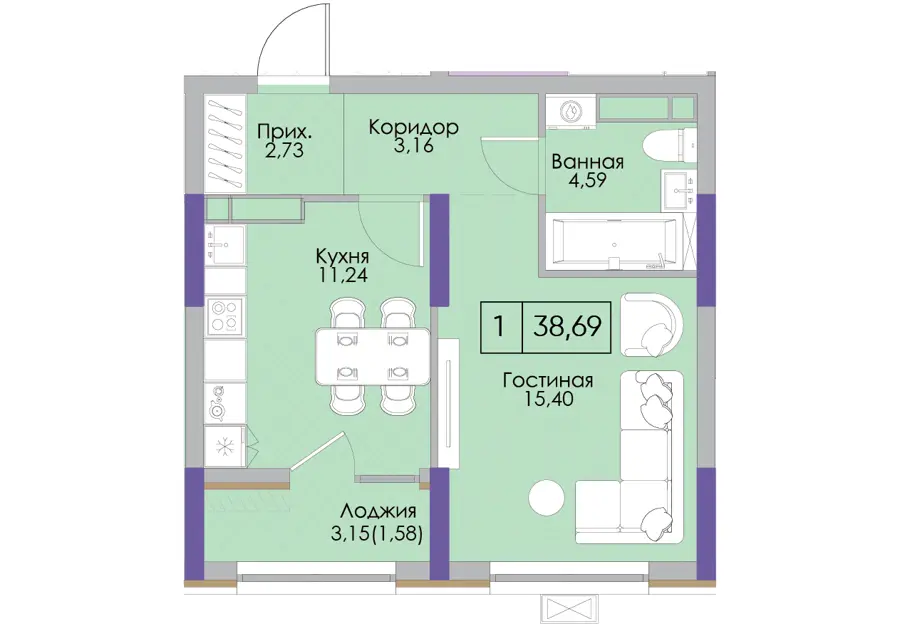 Прих.
2,73
Коридор
3,16
Ванная
4,59
Кухня
11,24
1 38,69
Гостиная
15,40
Лоджия
3,15(1,58)